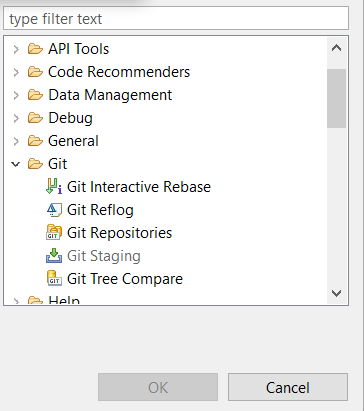 type filter text
API Tools
Code Recommenders
Data Management
Debug
General
Git
Git Interactive Rebase
Git Reflog
Git Repositories
Git Staging
Git Tree Compare
Help
OK
Cancel